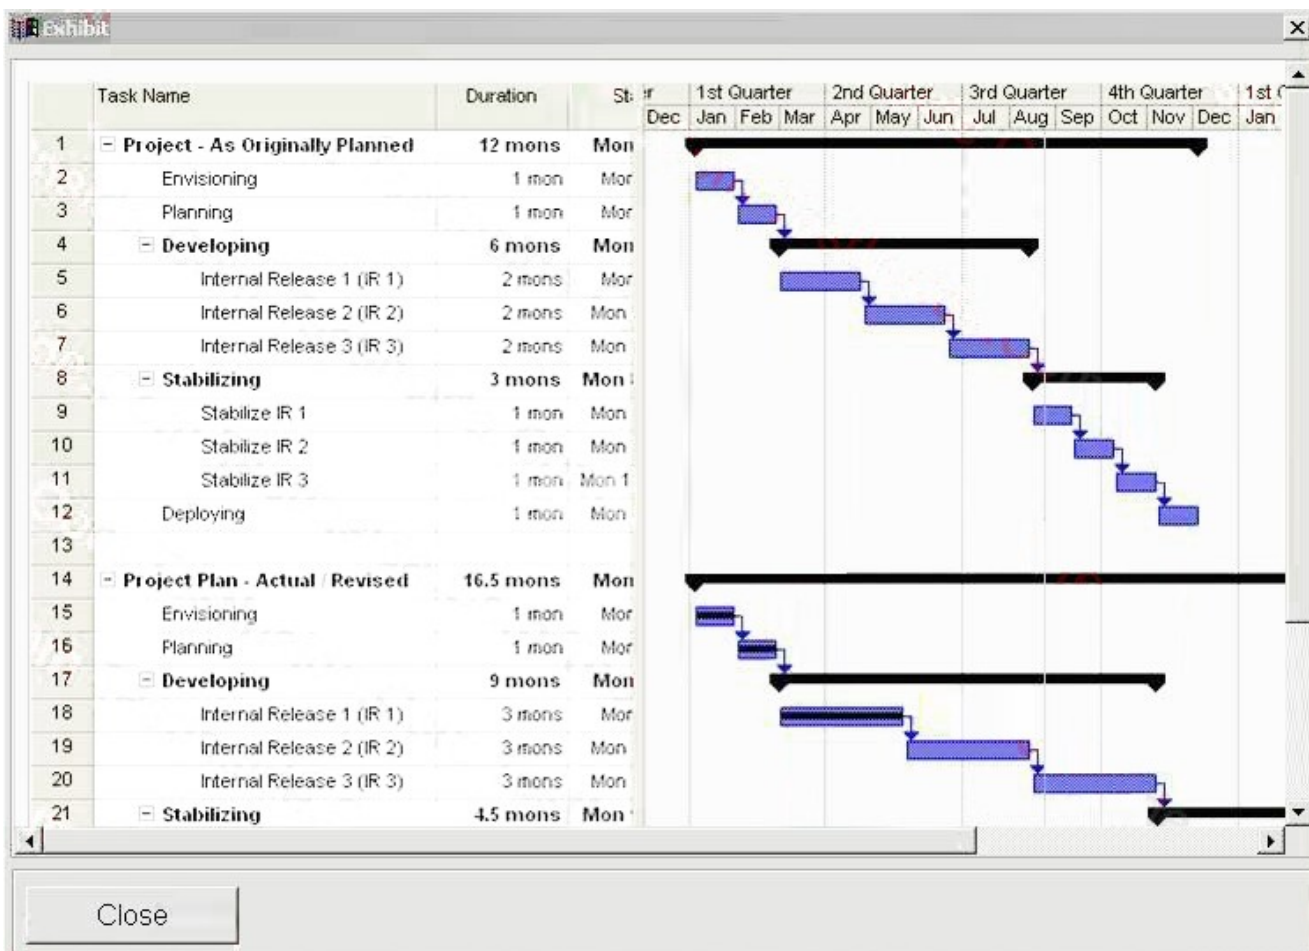 Exhibit
Task Name Duration 1st Quarter 2nd Quarter 3rd Quarter 4th Quarter
Dec Jan Feb Mar Apr May Jun Jul Aug Sep Oct Nov Dec Jan
1 Project - As Originally Planned 12 mons Mon
2 Envisioning 1 mon
3 Planning 1 mon
4 Developing 6 mons Mon
5 Internal Release 1 (IR 1) 2 mons
6 Internal Release 2 (IR 2) 2 mons Mon
7 Internal Release 3 (IR 3) 2 mons Mon
8 Stabilizing 3 mons Mon
9 Stabilize IR 1 1 mon Mon
10 Stabilize IR 2 1 mon Mon
11 Stabilize IR 3 1 mon Mon 1
12 Deploying 1 mon Mon
13
14 Project Plan - Actual / Revised 16.5 mons Mon
15 Envisioning 1 mon
16 Planning 1 mon
17 Developing 9 mons Mon
18 Internal Release 1 (IR 1) 3 mons
19 Internal Release 2 (IR 2) 3 mons Mon
20 Internal Release 3 (IR 3) 3 mons Mon
21 Stabilizing 4.5 mons Mon
Close